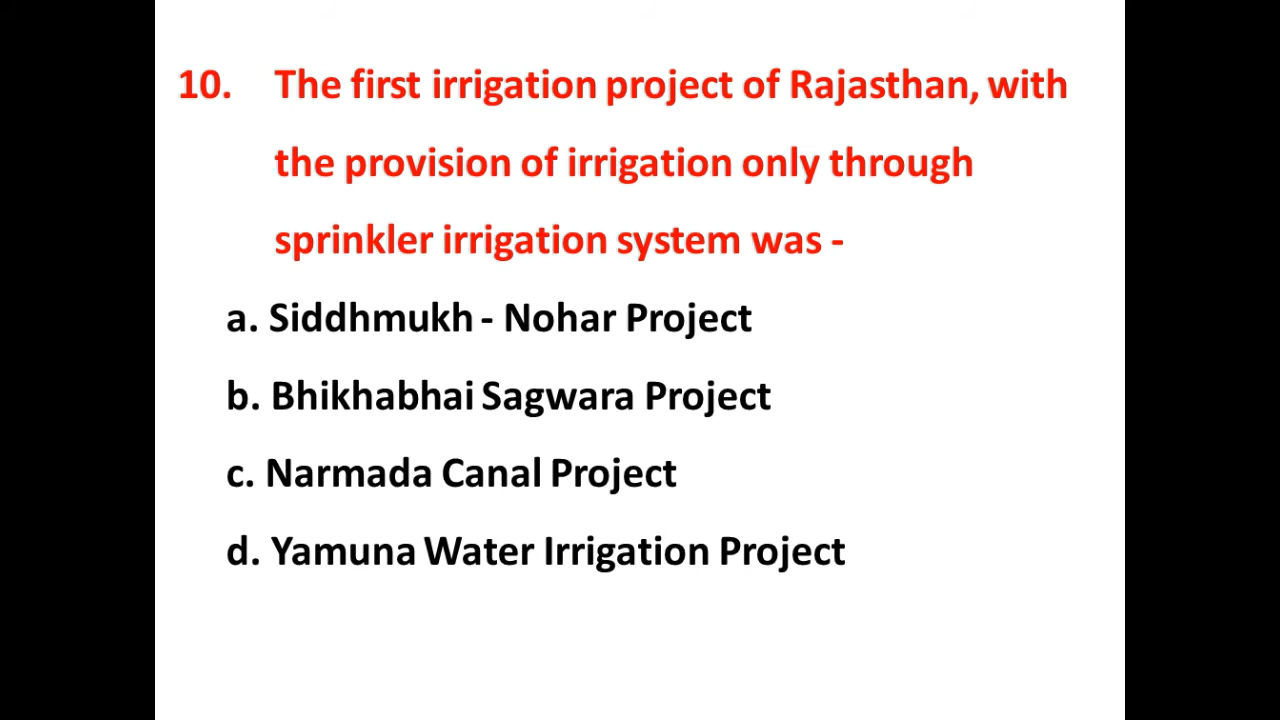 10. The first irrigation project of Rajasthan, with
the provision of irrigation only through
sprinkler irrigation system was -
a. Siddhmukh - Nohar Project
b. Bhikhabhai Sagwara Project
c. Narmada Canal Project
d. Yamuna Water Irrigation Project